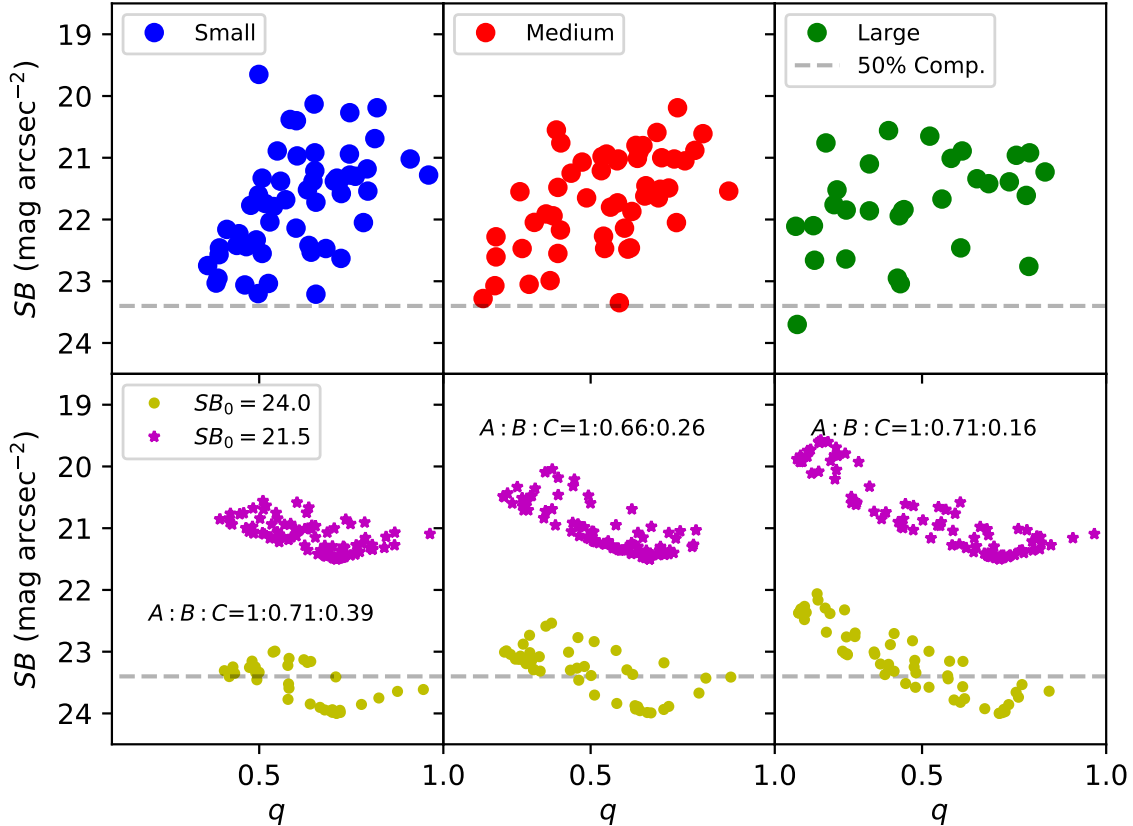 Small
Medium
Large
50% Comp.
19
20
21
22
23
24
SB (mag arcsec⁻²)
SB₀ = 24.0
SB₀ = 21.5
A : B : C=1:0.71:0.39
A : B : C=1:0.66:0.26
A : B : C=1:0.71:0.16
19
20
21
22
23
24
SB (mag arcsec⁻²)
0.5
1.0
0.5
1.0
0.5
1.0
q
q
q